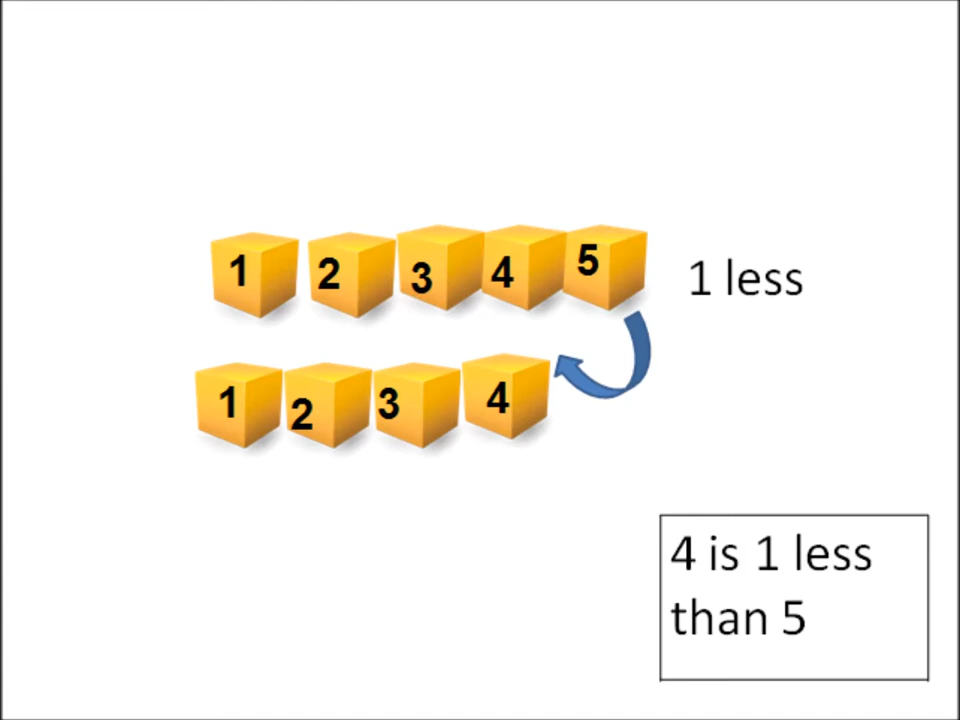 1 2 3 4 5
1 less
1 2 3 4
4 is 1 less
than 5